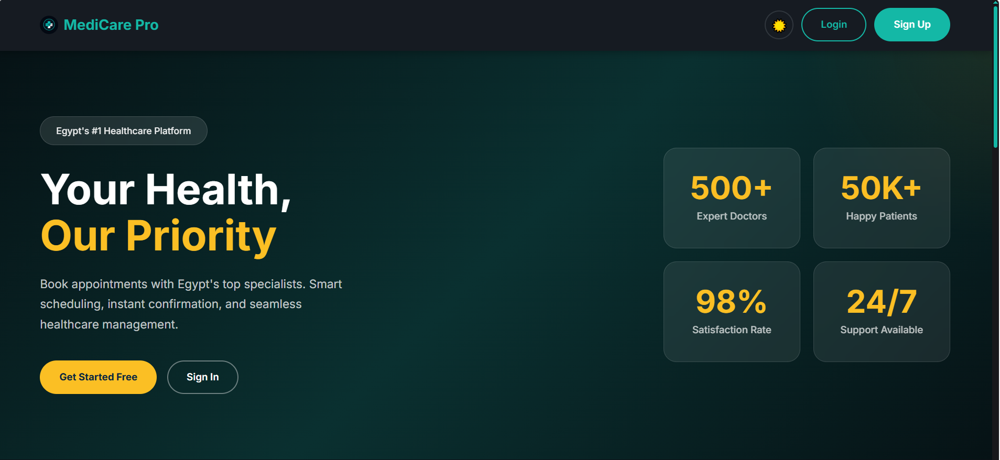 MediCare Pro
Login
Sign Up
Egypt's #1 Healthcare Platform
Your Health,
Our Priority
Book appointments with Egypt's top specialists. Smart
scheduling, instant confirmation, and seamless
healthcare management.
Get Started Free
Sign In
500+
Expert Doctors
50K+
Happy Patients
98%
Satisfaction Rate
24/7
Support Available